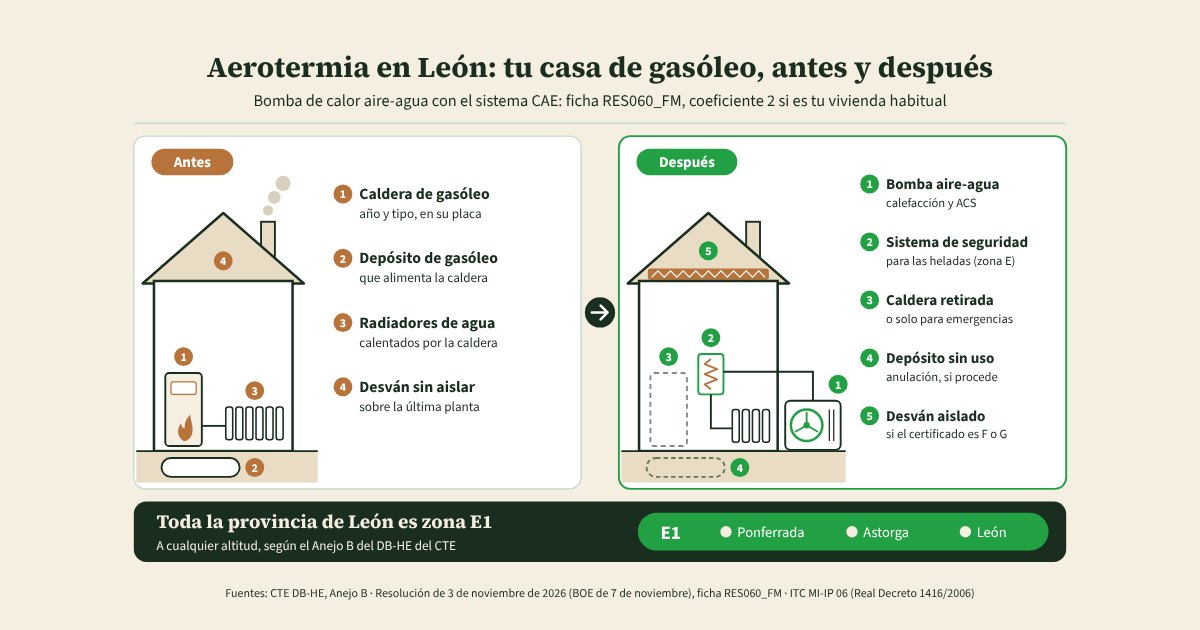 Aerotermia en León: tu casa de gasóleo, antes y después
Bomba de calor aire-agua con el sistema CAE: ficha RES060_FM, coeficiente 2 si es tu vivienda habitual
Antes
1 Caldera de gasóleo
año y tipo, en su placa
2 Depósito de gasóleo
que alimenta la caldera
3 Radiadores de agua
calentados por la caldera
4 Desván sin aislar
sobre la última planta
4
1
3
2
Después
1 Bomba aire-agua
calefacción y ACS
2 Sistema de seguridad
para las heladas (zona E)
3 Caldera retirada
o solo para emergencias
4 Depósito sin uso
anulación, si procede
5 Desván aislado
si el certificado es F o G
5
2
3
1
4
Toda la provincia de León es zona E1
A cualquier altitud, según el Anejo B del DB-HE del CTE
E1 Ponferrada Astorga León
Fuentes: CTE DB-HE, Anejo B · Resolución de 3 de noviembre de 2026 (BOE de 7 de noviembre), ficha RES060_FM · ITC MI-IP 06 (Real Decreto 1416/2006)